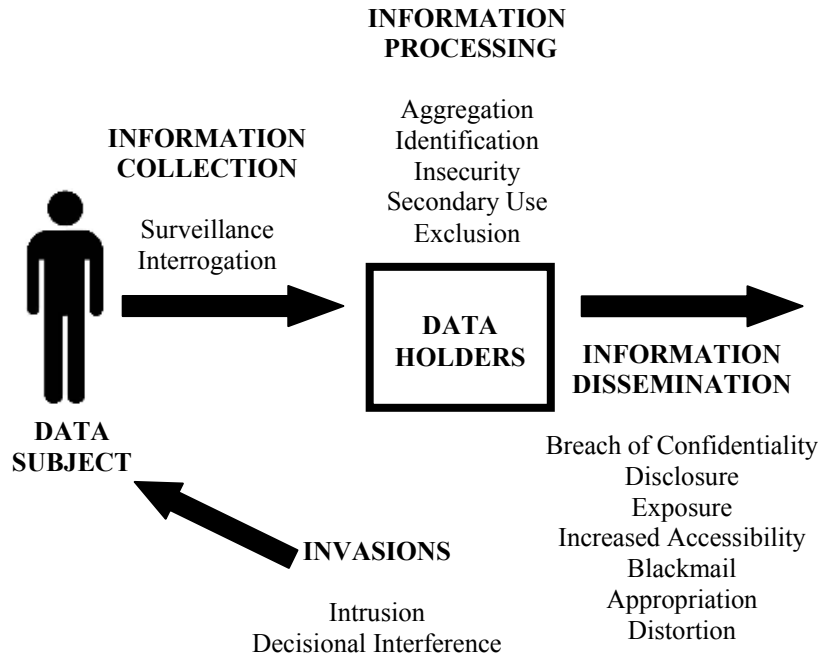 INFORMATION
PROCESSING
Aggregation
Identification
Insecurity
Secondary Use
Exclusion
INFORMATION
COLLECTION
Surveillance
Interrogation
DATA
HOLDERS
INFORMATION
DISSEMINATION
Breach of Confidentiality
Disclosure
Exposure
Increased Accessibility
Blackmail
Appropriation
Distortion
DATA
SUBJECT
INVASIONS
Intrusion
Decisional Interference